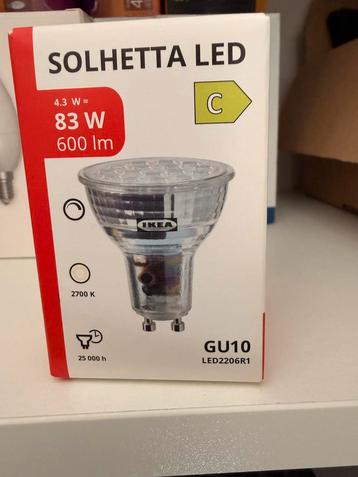 SOLHETTA LED
4.3 W =
83 W
600 lm
C
IKEA
2700 K
25 000 h
GU10
LED2206R1